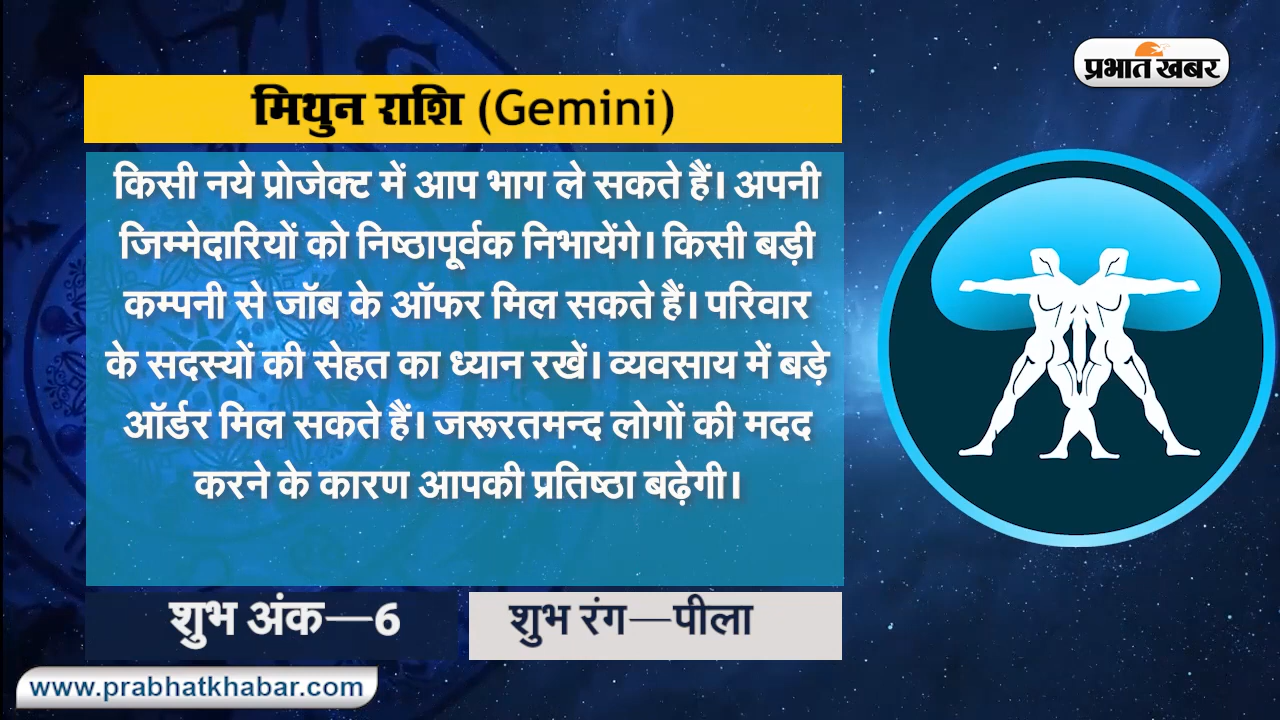 प्रभात खबर
मिथुन राशि (Gemini)
किसी नये प्रोजेक्ट में आप भाग ले सकते हैं। अपनी
जिम्मेदारियों को निष्ठापूर्वक निभायेंगे। किसी बड़ी
कम्पनी से जॉब के ऑफर मिल सकते हैं। परिवार
के सदस्यों की सेहत का ध्यान रखें। व्यवसाय में बड़े
ऑर्डर मिल सकते हैं। जरूरतमन्द लोगों की मदद
करने के कारण आपकी प्रतिष्ठा बढ़ेगी।
शुभ अंक—6
शुभ रंग—पीला
www.prabhatkhabar.com